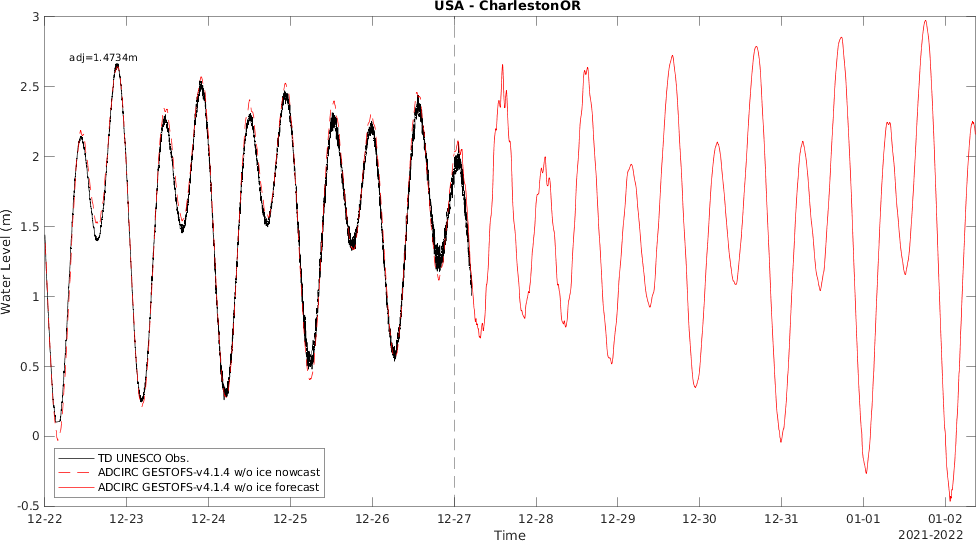 USA - CharlestonOR
adj=1.4734m
3
2.5
2
1.5
1
0.5
0
-0.5
Water Level (m)
TD UNESCO Obs.
ADCIRC GESTOFS-v4.1.4 w/o ice nowcast
ADCIRC GESTOFS-v4.1.4 w/o ice forecast
12-22 12-23 12-24 12-25 12-26 12-27 12-28 12-29 12-30 12-31 01-01 01-02
Time
2021-2022